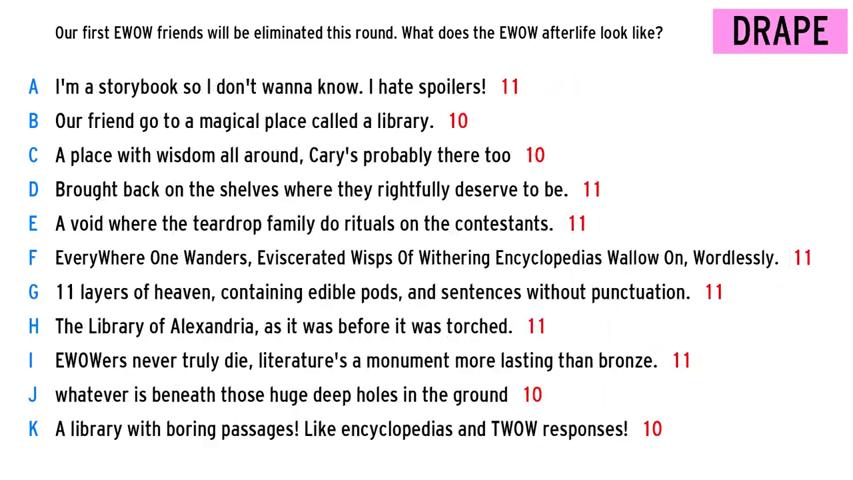 Our first EWOW friends will be eliminated this round. What does the EWOW afterlife look like?
DRAPE
A I'm a storybook so I don't wanna know. I hate spoilers! 11
B Our friend go to a magical place called a library. 10
C A place with wisdom all around, Cary's probably there too 10
D Brought back on the shelves where they rightfully deserve to be. 11
E A void where the teardrop family do rituals on the contestants. 11
F EveryWhere One Wanders, Eviscerated Wisps Of Withering Encyclopedias Wallow On, Wordlessly. 11
G 11 layers of heaven, containing edible pods, and sentences without punctuation. 11
H The Library of Alexandria, as it was before it was torched. 11
I EWOWers never truly die, literature's a monument more lasting than bronze. 11
J whatever is beneath those huge deep holes in the ground 10
K A library with boring passages! Like encyclopedias and TWOW responses! 10